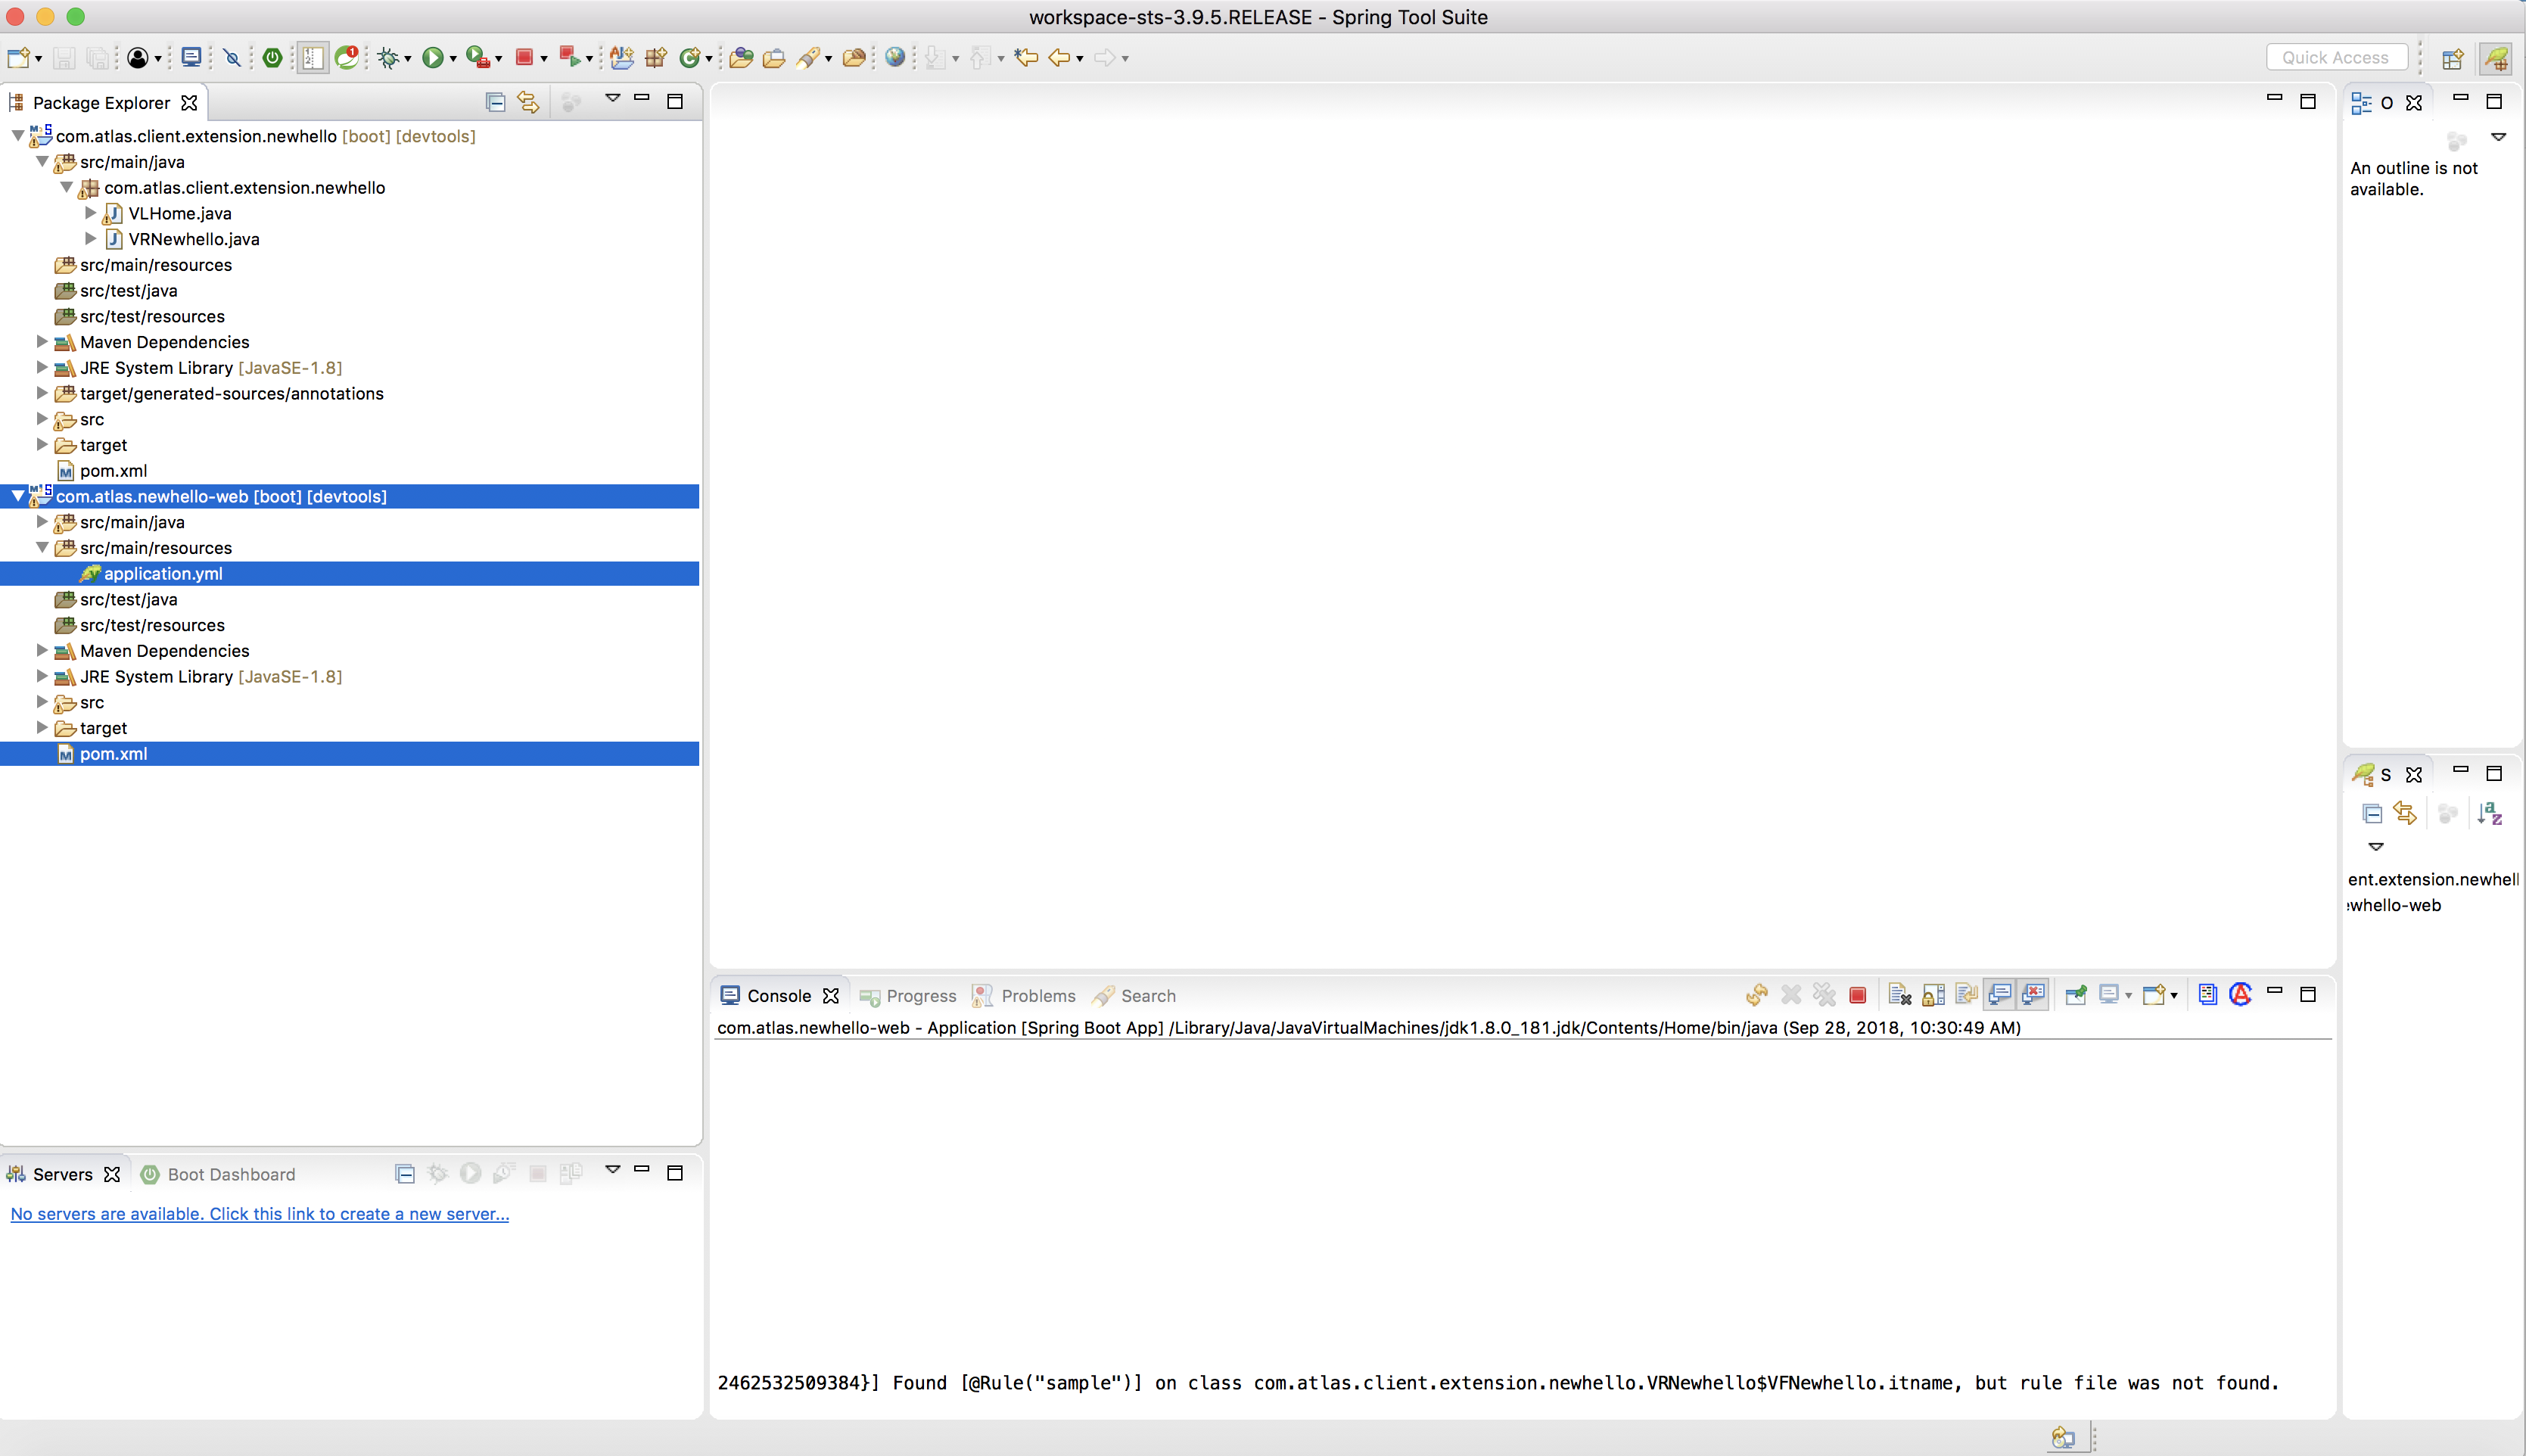 workspace-sts-3.9.5.RELEASE - Spring Tool Suite
Quick Access
Package Explorer
com.atlas.client.extension.newhello [boot] [devtools]
src/main/java
com.atlas.client.extension.newhello
VLHome.java
VRNewhello.java
src/main/resources
src/test/java
src/test/resources
Maven Dependencies
JRE System Library [JavaSE-1.8]
target/generated-sources/annotations
src
target
pom.xml
com.atlas.newhello-web [boot] [devtools]
src/main/java
src/main/resources
application.yml
src/test/java
src/test/resources
Maven Dependencies
JRE System Library [JavaSE-1.8]
src
target
pom.xml
Servers
Boot Dashboard
No servers are available. Click this link to create a new server...
Console
Progress
Problems
Search
com.atlas.newhello-web - Application [Spring Boot App] /Library/Java/JavaVirtualMachines/jdk1.8.0_181.jdk/Contents/Home/bin/java (Sep 28, 2018, 10:30:49 AM)
2462532509384}] Found [@Rule("sample")] on class com.atlas.client.extension.newhello.VRNewhello$VFNewhello.itname, but rule file was not found.
O
An outline is not
available.
S
ent.extension.newhell
whello-web